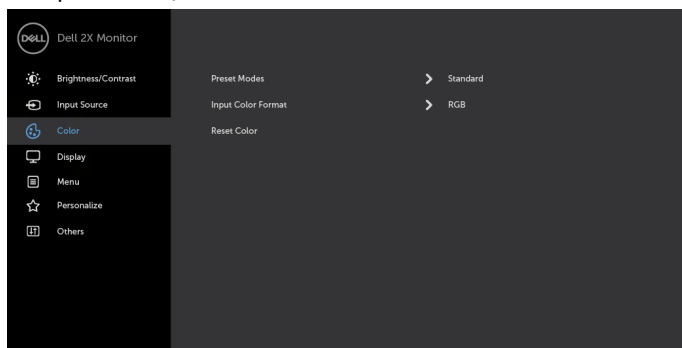 DELL Dell 2X Monitor
Brightness/Contrast
Input Source
Color
Display
Menu
Personalize
Others
Preset Modes Standard
Input Color Format RGB
Reset Color